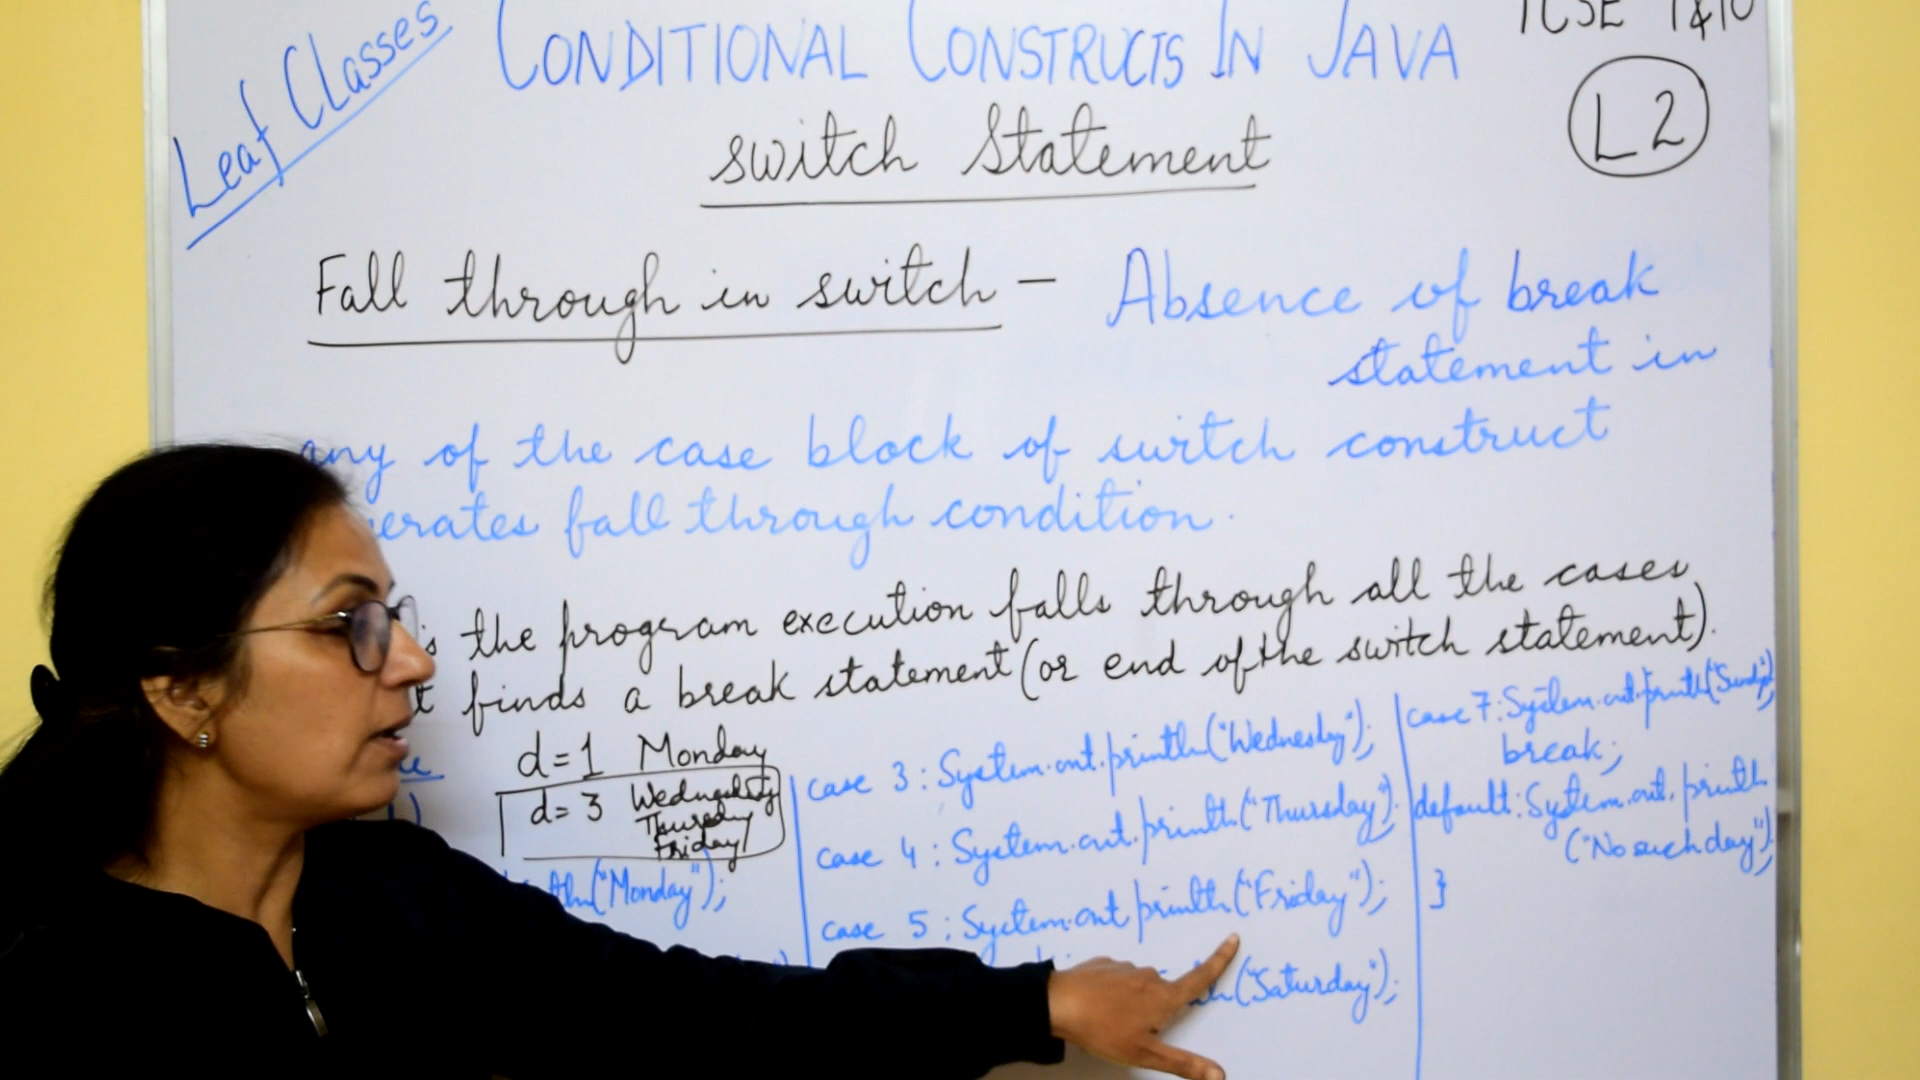 Leaf Classes
CONDITIONAL CONSTRUCTS IN JAVA
ICSE 9&10
L2
switch Statement
Fall through in switch - Absence of break
statement in
any of the case block of switch construct
erates fall through condition.
the program execution falls through all the cases
finds a break statement (or end of the switch statement).
d=1 Monday
d=3 Wednesday
Thursday
Friday
("Monday");
case 3 : System.out.println("Wednesday");
case 4 : System.out.println("Thursday");
case 5 : System.out println("Friday");
("Saturday");
case 7: System.out.println("Sunday");
break;
default: System.out.println
("No such day");
}